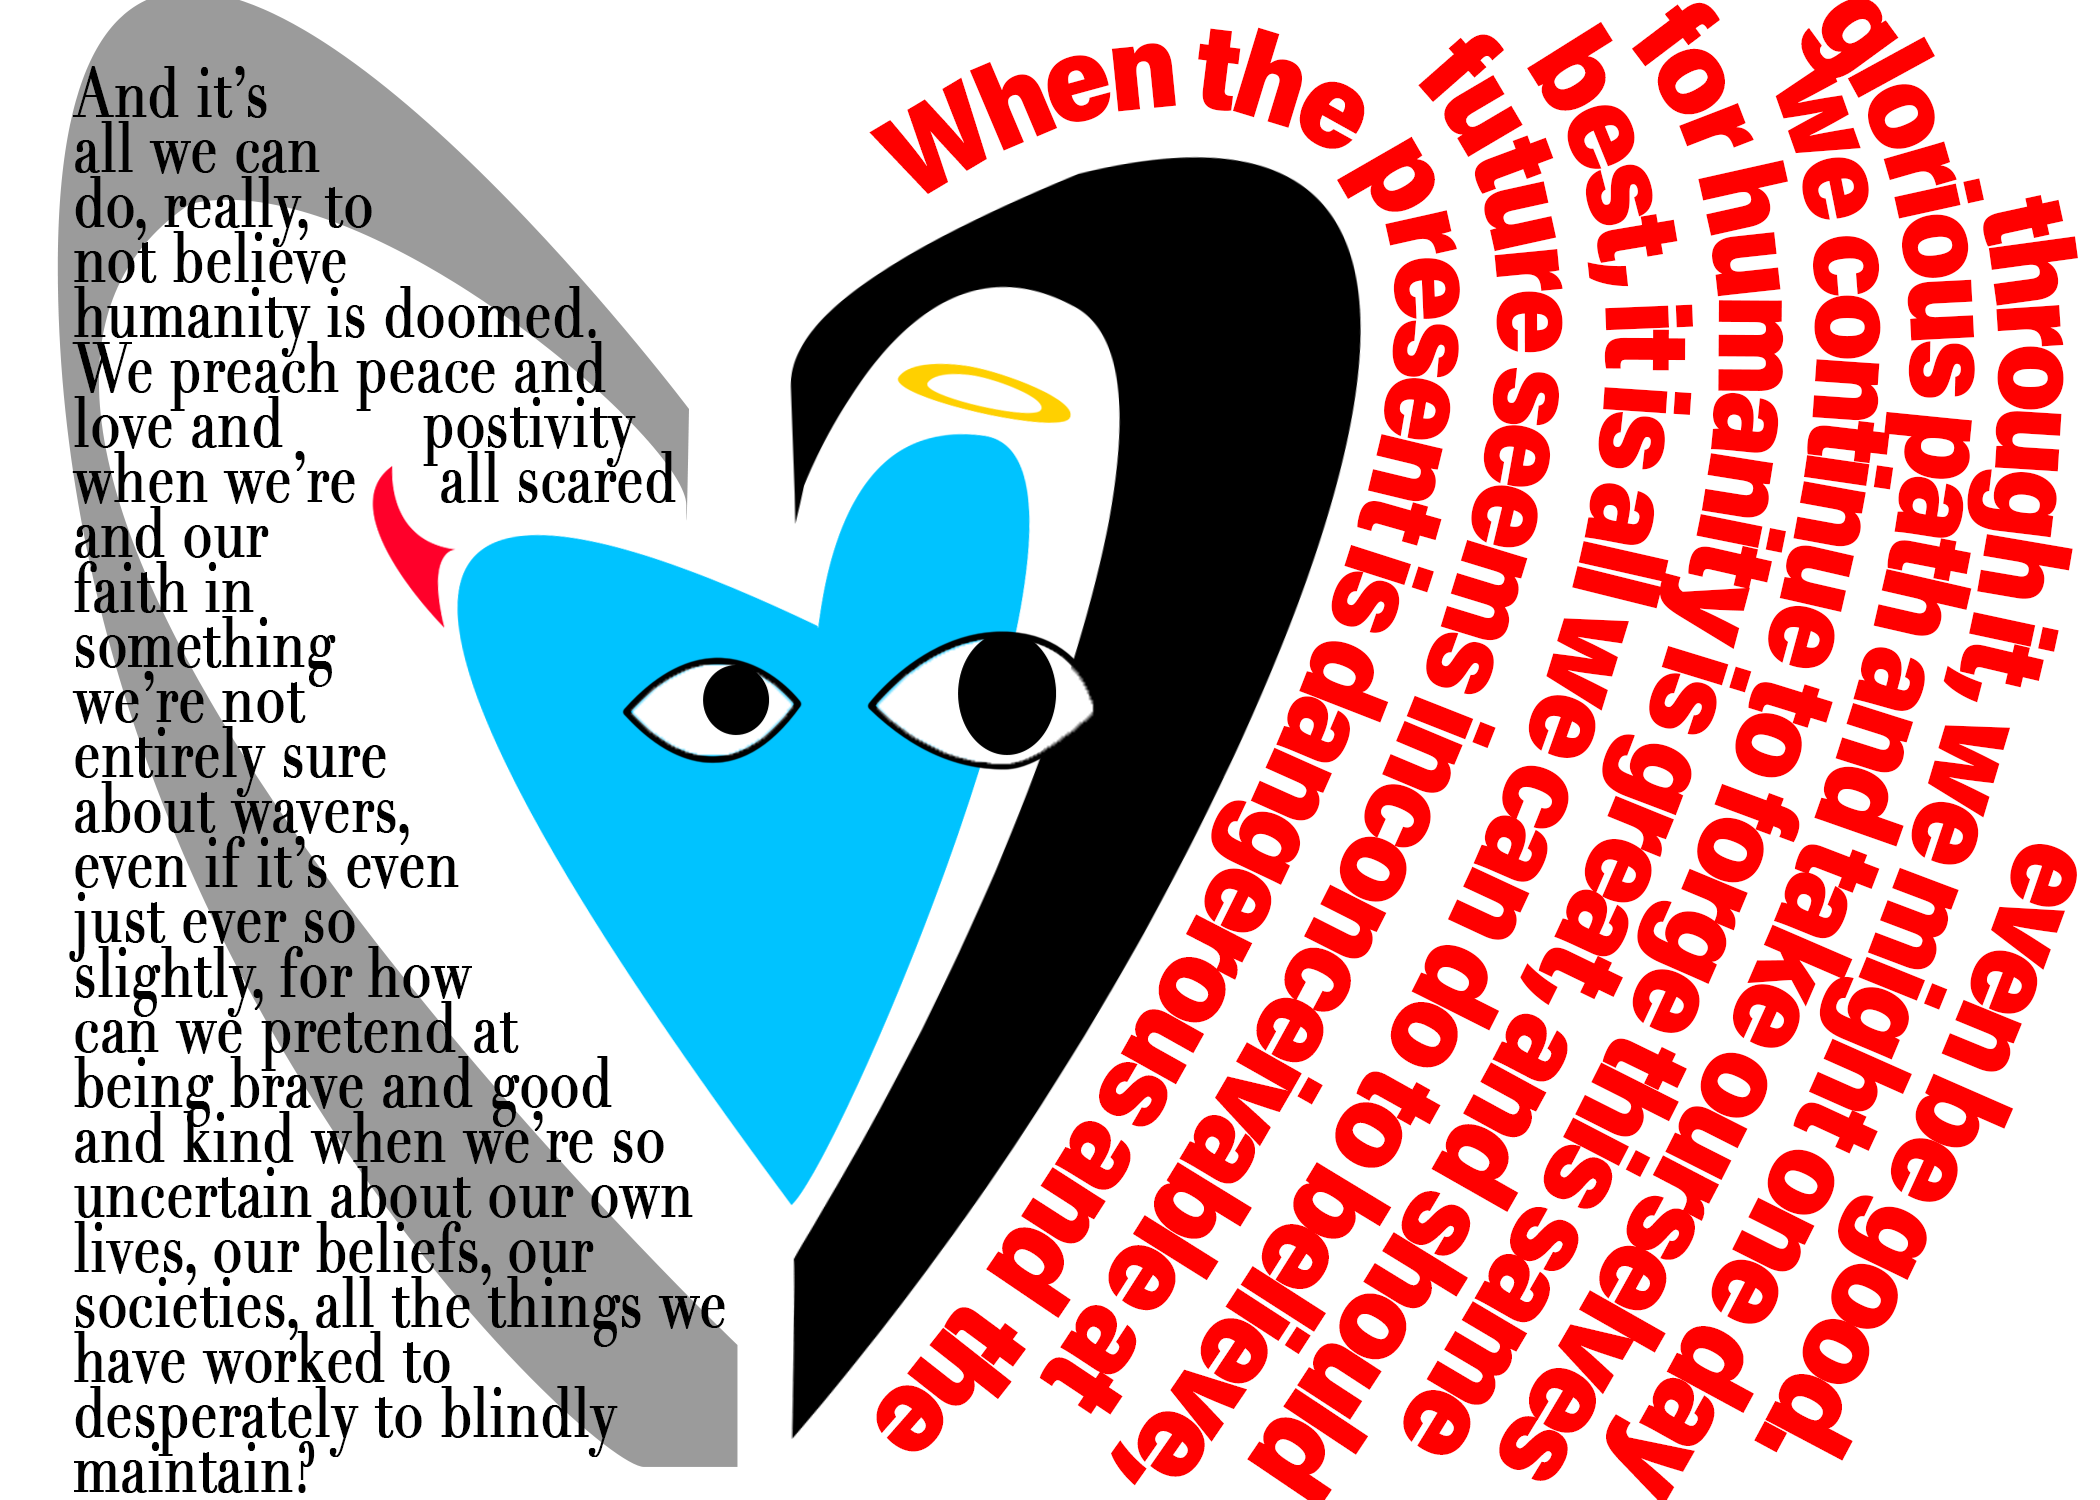 And it’s
all we can
do, really, to
not believe
humanity is doomed.
We preach peace and
love and , postivity
when we’re all scared
and our
faith in
something
we’re not
entirely sure
about wavers,
even if it’s even
just ever so
slightly, for how
can we pretend at
being brave and good
and kind when we’re so
uncertain about our own
lives, our beliefs, our
societies, all the things we
have worked to
desperately to blindly
maintain?
When the present is dangerous and the
future seems inconceivable at
best, it is all we can do to believe,
for humanity is great, and should
we continue to forge this same
glorious path and take ourselves
through it, we might one day
even be good.